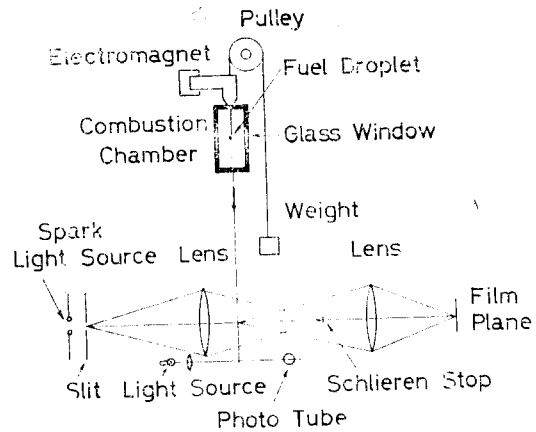 Pulley
Electromagnet
Fuel Droplet
Combustion
Chamber
Glass Window
Weight
Spark
Light Source
Lens
Lens
Film
Plane
Slit
Light Source
Schlieren Stop
Photo Tube